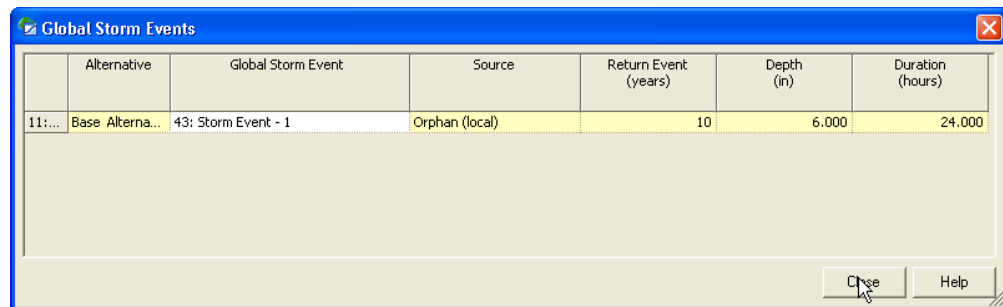 Global Storm Events
Alternative Global Storm Event Source Return Event (years) Depth (in) Duration (hours)
11:... Base Alterna... 43: Storm Event - 1 Orphan (local) 10 6.000 24.000
Close Help